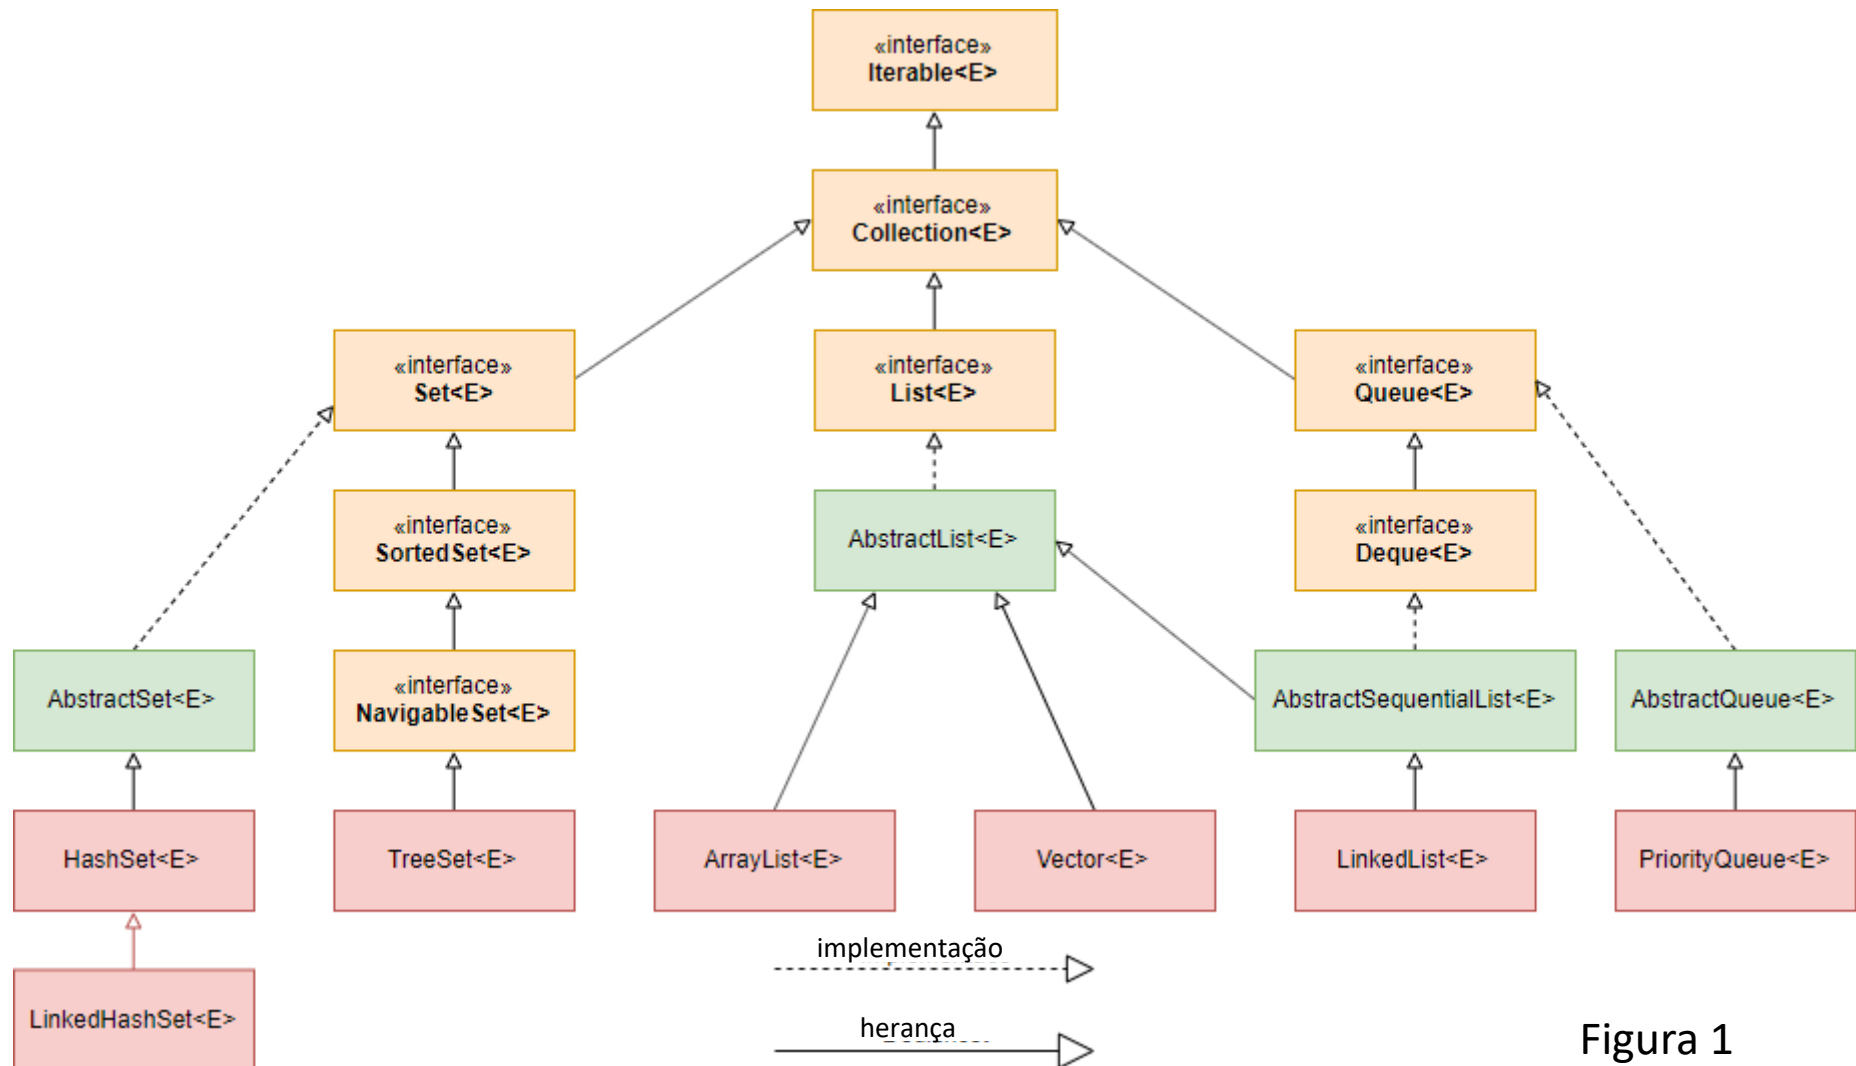 «interface»
Iterable<E>
«interface»
Collection<E>
«interface»
Set<E>
«interface»
List<E>
«interface»
Queue<E>
«interface»
SortedSet<E>
AbstractList<E>
«interface»
Deque<E>
AbstractSet<E>
«interface»
NavigableSet<E>
AbstractSequentialList<E>
AbstractQueue<E>
HashSet<E>
TreeSet<E>
ArrayList<E>
Vector<E>
LinkedList<E>
PriorityQueue<E>
implementação
LinkedHashSet<E>
herança
Figura 1